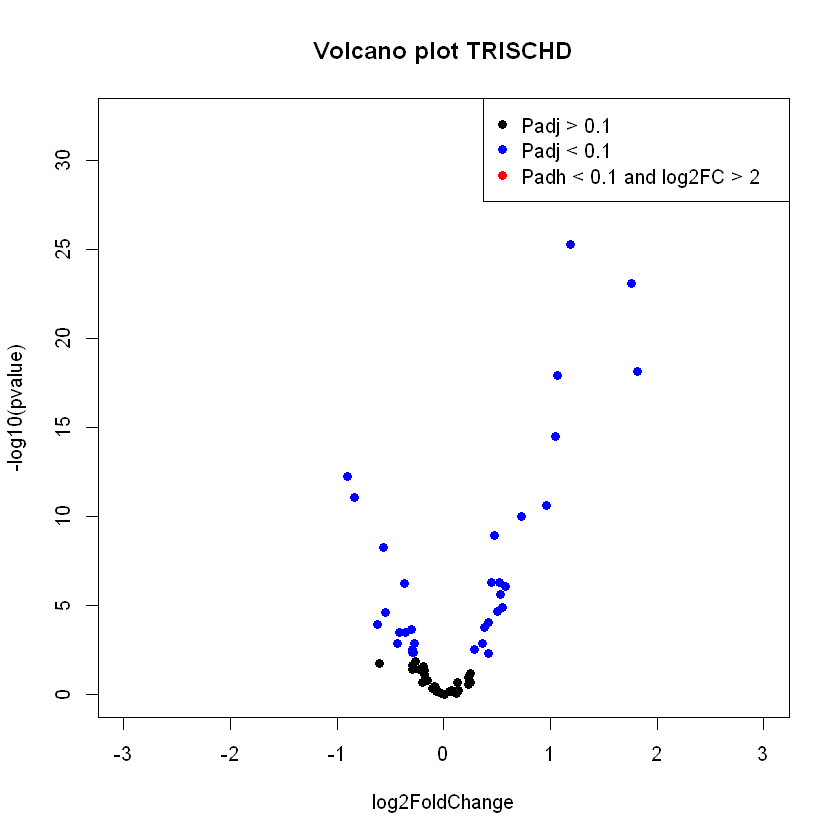 Volcano plot TRISCHD
Padj > 0.1
Padj < 0.1
Padh < 0.1 and log2FC > 2
30
25
20
15
10
5
0
-log10(pvalue)
-3 -2 -1 0 1 2 3
log2FoldChange